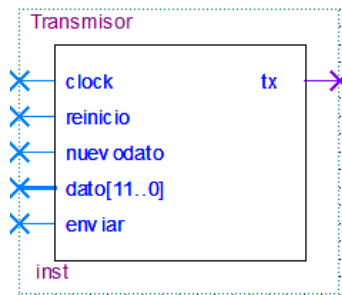 Transmisor
clock tx
reinicio
nuevodato
dato[11..0]
enviar
inst